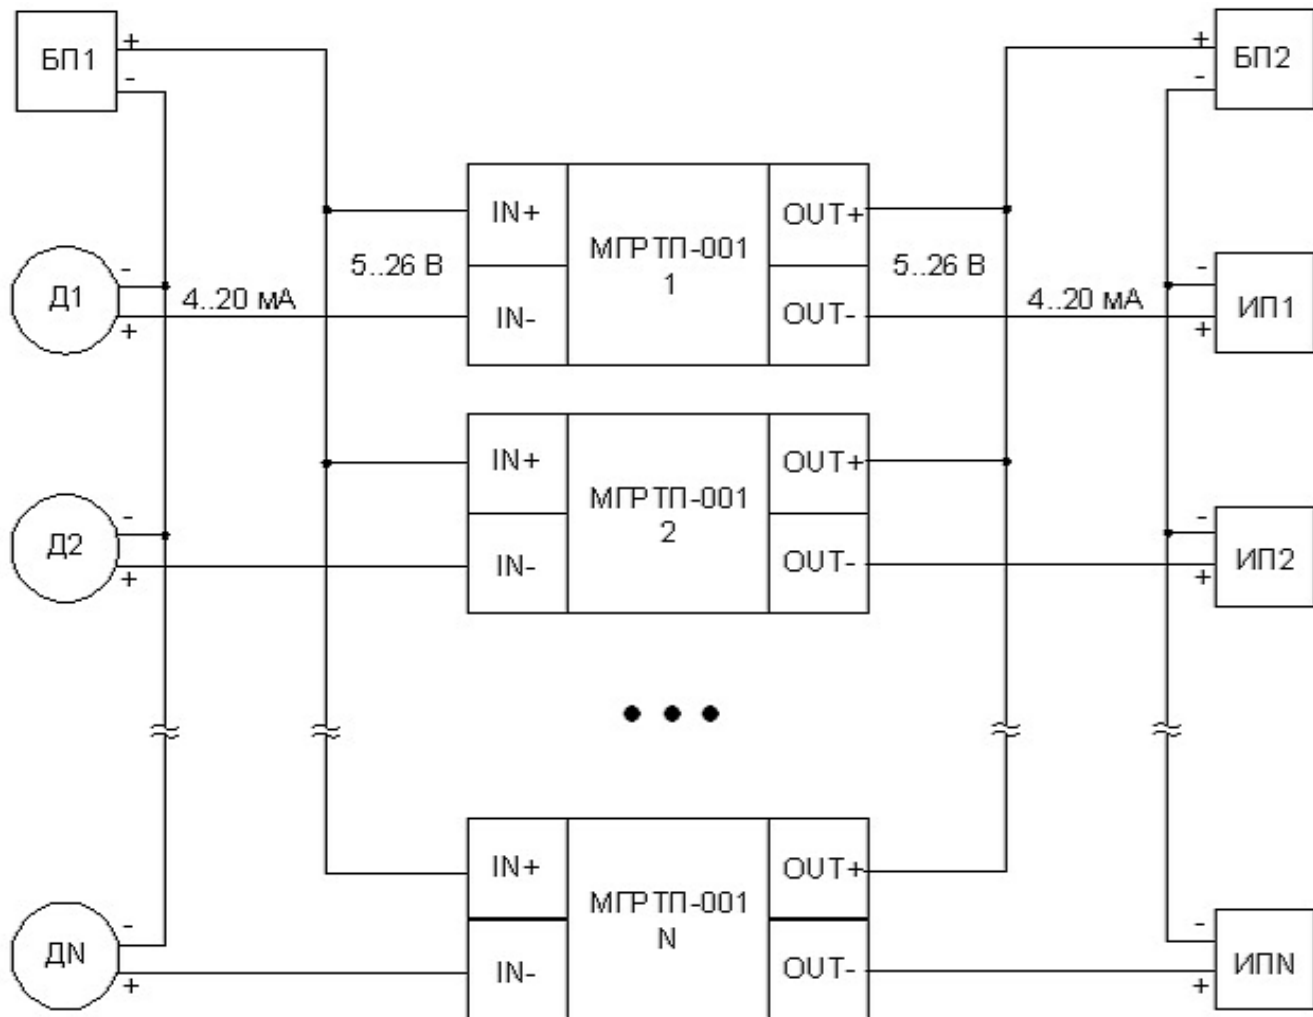 БП1
+
-
+
-
БП2
IN+
МГРТП-001
1
OUT+
5..26 В
5..26 В
Д1
-
+
4..20 мА
IN-
OUT-
4..20 мА
-
+
ИП1
IN+
МГРТП-001
2
OUT+
Д2
-
+
IN-
OUT-
-
+
ИП2
IN+
МГРТП-001
N
OUT+
ДN
-
+
IN-
OUT-
-
+
ИПN